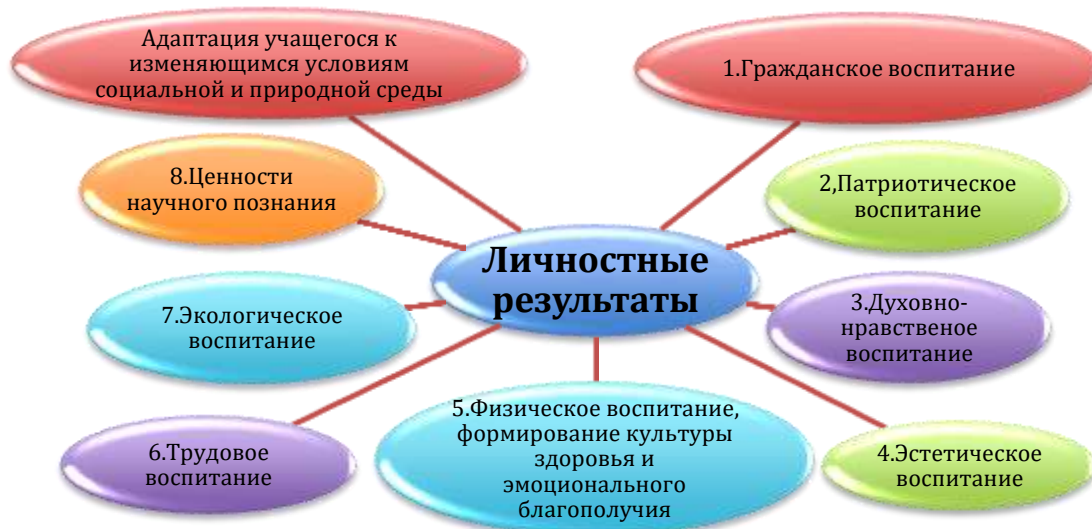 Адаптация учащегося к
изменяющимся условиям
социальной и природной среды
1.Гражданское воспитание
8.Ценности
научного познания
2,Патриотическое
воспитание
Личностные
результаты
7.Экологическое
воспитание
3.Духовно-
нравственое
воспитание
6.Трудовое
воспитание
5.Физическое воспитание,
формирование культуры
здоровья и
эмоционального
благополучия
4.Эстетическое
воспитание